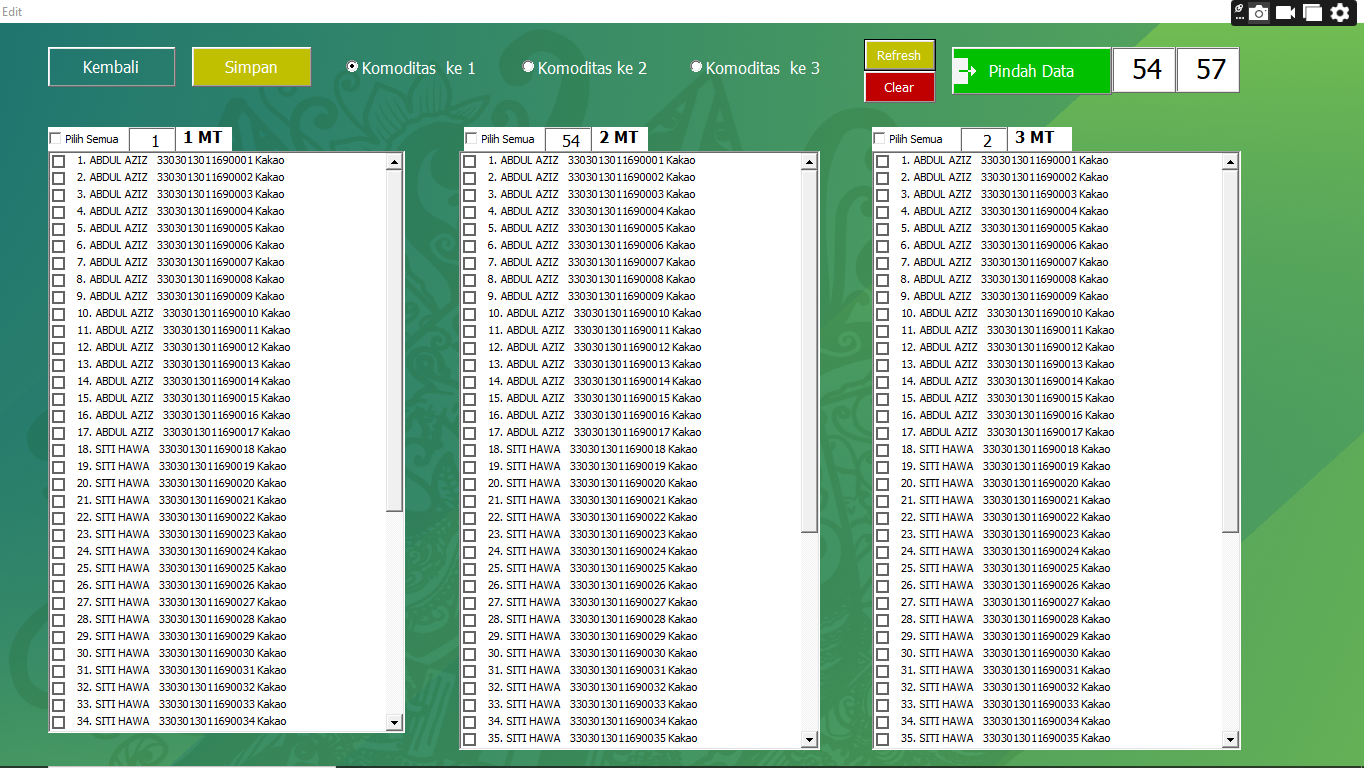 Edit
Kembali
Simpan
Komoditas ke 1
Komoditas ke 2
Komoditas ke 3
Refresh
Clear
Pindah Data
54
57
Pilih Semua 1 1 MT
1. ABDUL AZIZ 3303013011690001 Kakao
2. ABDUL AZIZ 3303013011690002 Kakao
3. ABDUL AZIZ 3303013011690003 Kakao
4. ABDUL AZIZ 3303013011690004 Kakao
5. ABDUL AZIZ 3303013011690005 Kakao
6. ABDUL AZIZ 3303013011690006 Kakao
7. ABDUL AZIZ 3303013011690007 Kakao
8. ABDUL AZIZ 3303013011690008 Kakao
9. ABDUL AZIZ 3303013011690009 Kakao
10. ABDUL AZIZ 3303013011690010 Kakao
11. ABDUL AZIZ 3303013011690011 Kakao
12. ABDUL AZIZ 3303013011690012 Kakao
13. ABDUL AZIZ 3303013011690013 Kakao
14. ABDUL AZIZ 3303013011690014 Kakao
15. ABDUL AZIZ 3303013011690015 Kakao
16. ABDUL AZIZ 3303013011690016 Kakao
17. ABDUL AZIZ 3303013011690017 Kakao
18. SITI HAWA 3303013011690018 Kakao
19. SITI HAWA 3303013011690019 Kakao
20. SITI HAWA 3303013011690020 Kakao
21. SITI HAWA 3303013011690021 Kakao
22. SITI HAWA 3303013011690022 Kakao
23. SITI HAWA 3303013011690023 Kakao
24. SITI HAWA 3303013011690024 Kakao
25. SITI HAWA 3303013011690025 Kakao
26. SITI HAWA 3303013011690026 Kakao
27. SITI HAWA 3303013011690027 Kakao
28. SITI HAWA 3303013011690028 Kakao
29. SITI HAWA 3303013011690029 Kakao
30. SITI HAWA 3303013011690030 Kakao
31. SITI HAWA 3303013011690031 Kakao
32. SITI HAWA 3303013011690032 Kakao
33. SITI HAWA 3303013011690033 Kakao
34. SITI HAWA 3303013011690034 Kakao
Pilih Semua 54 2 MT
1. ABDUL AZIZ 3303013011690001 Kakao
2. ABDUL AZIZ 3303013011690002 Kakao
3. ABDUL AZIZ 3303013011690003 Kakao
4. ABDUL AZIZ 3303013011690004 Kakao
5. ABDUL AZIZ 3303013011690005 Kakao
6. ABDUL AZIZ 3303013011690006 Kakao
7. ABDUL AZIZ 3303013011690007 Kakao
8. ABDUL AZIZ 3303013011690008 Kakao
9. ABDUL AZIZ 3303013011690009 Kakao
10. ABDUL AZIZ 3303013011690010 Kakao
11. ABDUL AZIZ 3303013011690011 Kakao
12. ABDUL AZIZ 3303013011690012 Kakao
13. ABDUL AZIZ 3303013011690013 Kakao
14. ABDUL AZIZ 3303013011690014 Kakao
15. ABDUL AZIZ 3303013011690015 Kakao
16. ABDUL AZIZ 3303013011690016 Kakao
17. ABDUL AZIZ 3303013011690017 Kakao
18. SITI HAWA 3303013011690018 Kakao
19. SITI HAWA 3303013011690019 Kakao
20. SITI HAWA 3303013011690020 Kakao
21. SITI HAWA 3303013011690021 Kakao
22. SITI HAWA 3303013011690022 Kakao
23. SITI HAWA 3303013011690023 Kakao
24. SITI HAWA 3303013011690024 Kakao
25. SITI HAWA 3303013011690025 Kakao
26. SITI HAWA 3303013011690026 Kakao
27. SITI HAWA 3303013011690027 Kakao
28. SITI HAWA 3303013011690028 Kakao
29. SITI HAWA 3303013011690029 Kakao
30. SITI HAWA 3303013011690030 Kakao
31. SITI HAWA 3303013011690031 Kakao
32. SITI HAWA 3303013011690032 Kakao
33. SITI HAWA 3303013011690033 Kakao
34. SITI HAWA 3303013011690034 Kakao
35. SITI HAWA 3303013011690035 Kakao
Pilih Semua 2 3 MT
1. ABDUL AZIZ 3303013011690001 Kakao
2. ABDUL AZIZ 3303013011690002 Kakao
3. ABDUL AZIZ 3303013011690003 Kakao
4. ABDUL AZIZ 3303013011690004 Kakao
5. ABDUL AZIZ 3303013011690005 Kakao
6. ABDUL AZIZ 3303013011690006 Kakao
7. ABDUL AZIZ 3303013011690007 Kakao
8. ABDUL AZIZ 3303013011690008 Kakao
9. ABDUL AZIZ 3303013011690009 Kakao
10. ABDUL AZIZ 3303013011690010 Kakao
11. ABDUL AZIZ 3303013011690011 Kakao
12. ABDUL AZIZ 3303013011690012 Kakao
13. ABDUL AZIZ 3303013011690013 Kakao
14. ABDUL AZIZ 3303013011690014 Kakao
15. ABDUL AZIZ 3303013011690015 Kakao
16. ABDUL AZIZ 3303013011690016 Kakao
17. ABDUL AZIZ 3303013011690017 Kakao
18. SITI HAWA 3303013011690018 Kakao
19. SITI HAWA 3303013011690019 Kakao
20. SITI HAWA 3303013011690020 Kakao
21. SITI HAWA 3303013011690021 Kakao
22. SITI HAWA 3303013011690022 Kakao
23. SITI HAWA 3303013011690023 Kakao
24. SITI HAWA 3303013011690024 Kakao
25. SITI HAWA 3303013011690025 Kakao
26. SITI HAWA 3303013011690026 Kakao
27. SITI HAWA 3303013011690027 Kakao
28. SITI HAWA 3303013011690028 Kakao
29. SITI HAWA 3303013011690029 Kakao
30. SITI HAWA 3303013011690030 Kakao
31. SITI HAWA 3303013011690031 Kakao
32. SITI HAWA 3303013011690032 Kakao
33. SITI HAWA 3303013011690033 Kakao
34. SITI HAWA 3303013011690034 Kakao
35. SITI HAWA 3303013011690035 Kakao